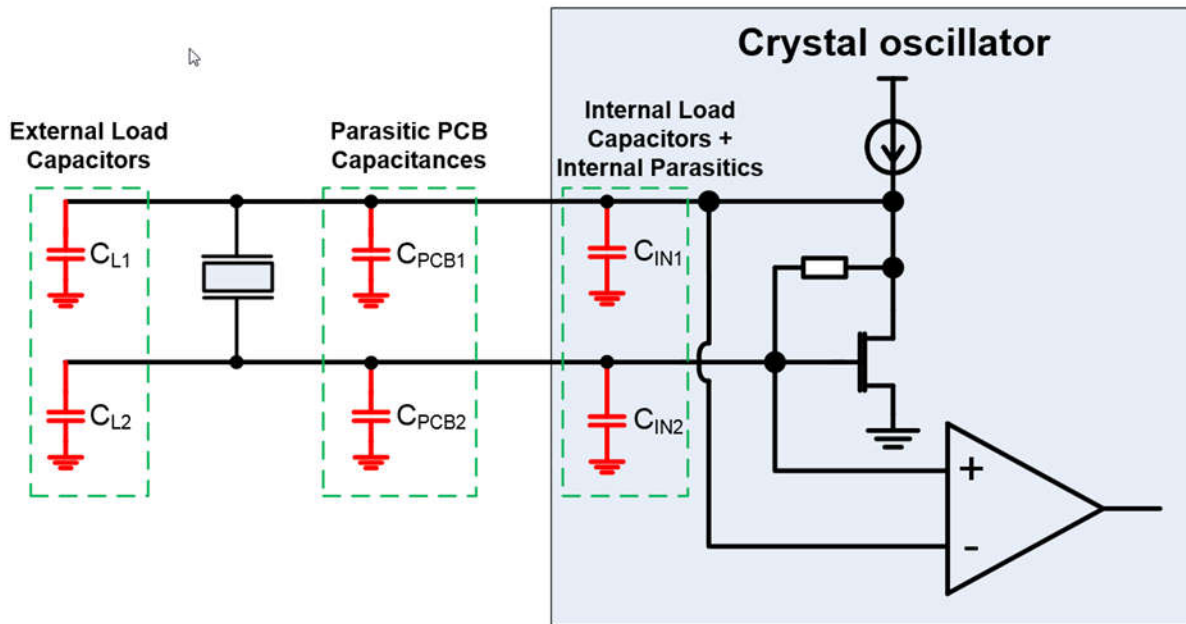 Crystal oscillator
External Load
Capacitors
Parasitic PCB
Capacitances
Internal Load
Capacitors +
Internal Parasitics
CL1
CPCB1
CIN1
CL2
CPCB2
CIN2
+
-